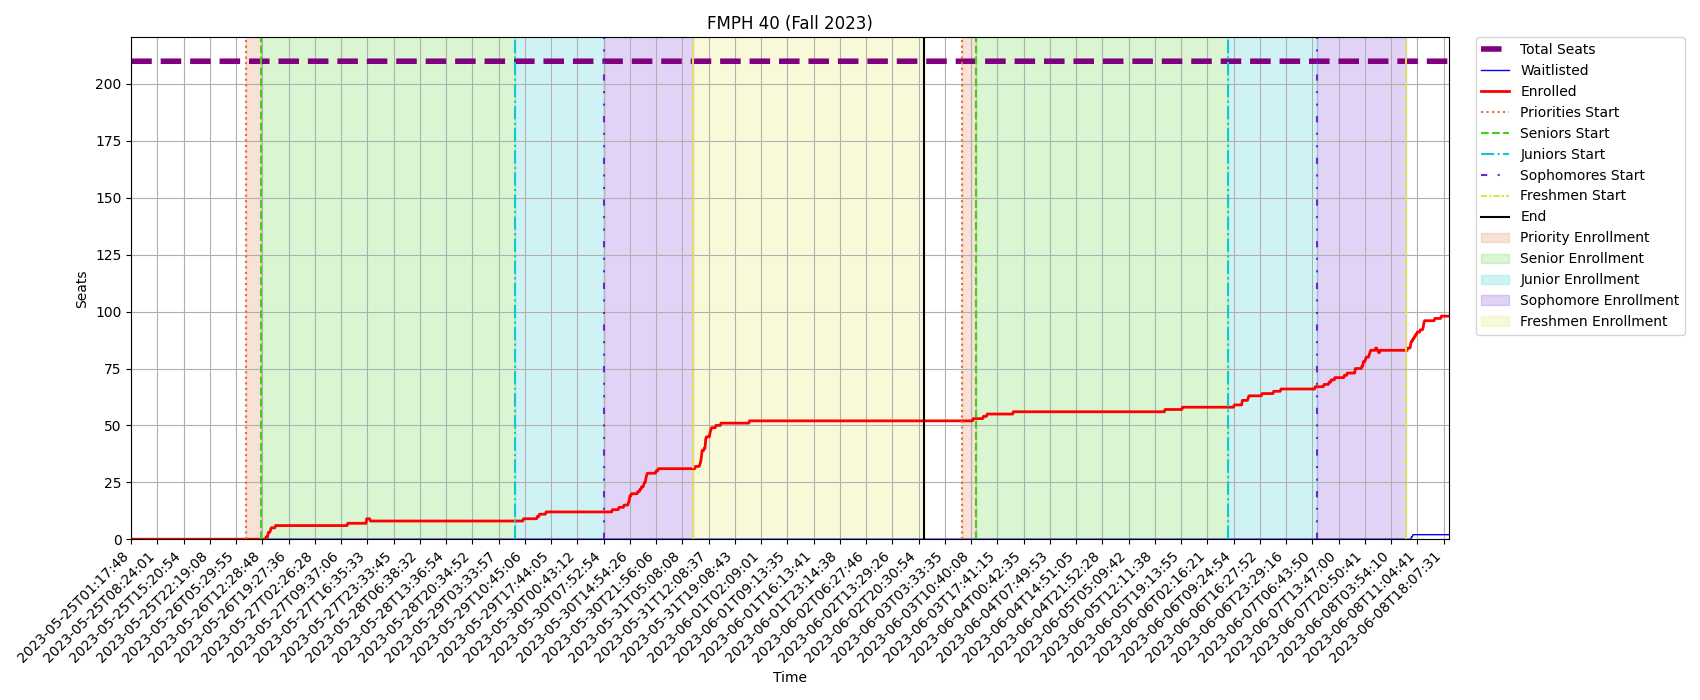 FMPH 40 (Fall 2023)
Seats
200
175
150
125
100
75
50
25
0
2023-05-25T01:17:48
2023-05-25T08:24:01
2023-05-25T15:20:54
2023-05-25T22:19:08
2023-05-26T05:29:55
2023-05-26T12:28:48
2023-05-26T19:27:36
2023-05-27T02:26:28
2023-05-27T09:37:06
2023-05-27T16:35:33
2023-05-27T23:33:45
2023-05-28T06:38:32
2023-05-28T13:36:54
2023-05-28T20:34:52
2023-05-29T03:33:57
2023-05-29T10:45:06
2023-05-29T17:44:05
2023-05-30T00:43:12
2023-05-30T07:52:54
2023-05-30T14:54:26
2023-05-30T21:56:06
2023-05-31T05:08:08
2023-05-31T12:08:37
2023-05-31T19:08:43
2023-06-01T02:09:01
2023-06-01T09:13:35
2023-06-01T16:13:41
2023-06-01T23:14:38
2023-06-02T06:27:46
2023-06-02T13:29:26
2023-06-02T20:30:54
2023-06-03T03:33:35
2023-06-03T10:40:08
2023-06-03T17:41:15
2023-06-04T00:42:35
2023-06-04T07:49:53
2023-06-04T14:51:05
2023-06-04T21:52:28
2023-06-05T05:09:42
2023-06-05T12:11:38
2023-06-05T19:13:55
2023-06-06T02:16:21
2023-06-06T09:24:54
2023-06-06T16:27:52
2023-06-06T23:29:16
2023-06-07T06:43:50
2023-06-07T13:47:00
2023-06-07T20:50:41
2023-06-08T03:54:10
2023-06-08T11:04:41
2023-06-08T18:07:31
Time
Total Seats
Waitlisted
Enrolled
Priorities Start
Seniors Start
Juniors Start
Sophomores Start
Freshmen Start
End
Priority Enrollment
Senior Enrollment
Junior Enrollment
Sophomore Enrollment
Freshmen Enrollment